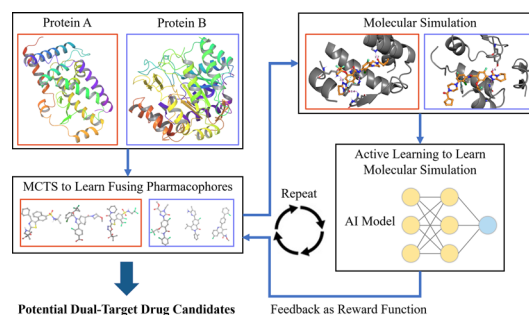 Protein A
Protein B
MCTS to Learn Fusing Pharmacophores
Potential Dual-Target Drug Candidates
Molecular Simulation
Active Learning to Learn
Molecular Simulation
AI Model
Repeat
Feedback as Reward Function